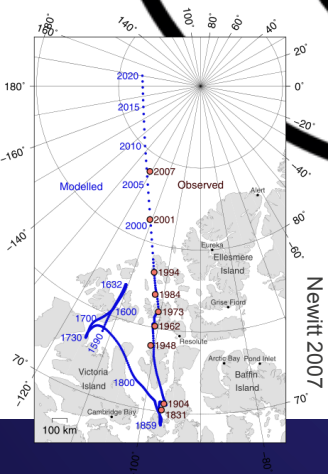 180°
140°
100°
80°
60°
20°
180°
0°
-20°
-160°
-40°
-140°
80°
-60°
70°
-120°
70°
100°
-80°
2020
2015
2010
2007
2005
Modelled
Observed
2001
2000
Alert
Eureka
Ellesmere
Island
1994
1632
1984
Grise Fiord
1600
1973
1700
1962
1730
1590
Resolute
1948
Arctic Bay
Pond Inlet
Victoria
Island
Baffin
Island
1800
1904
Cambridge Bay
1831
1859
100 km
Newitt 2007